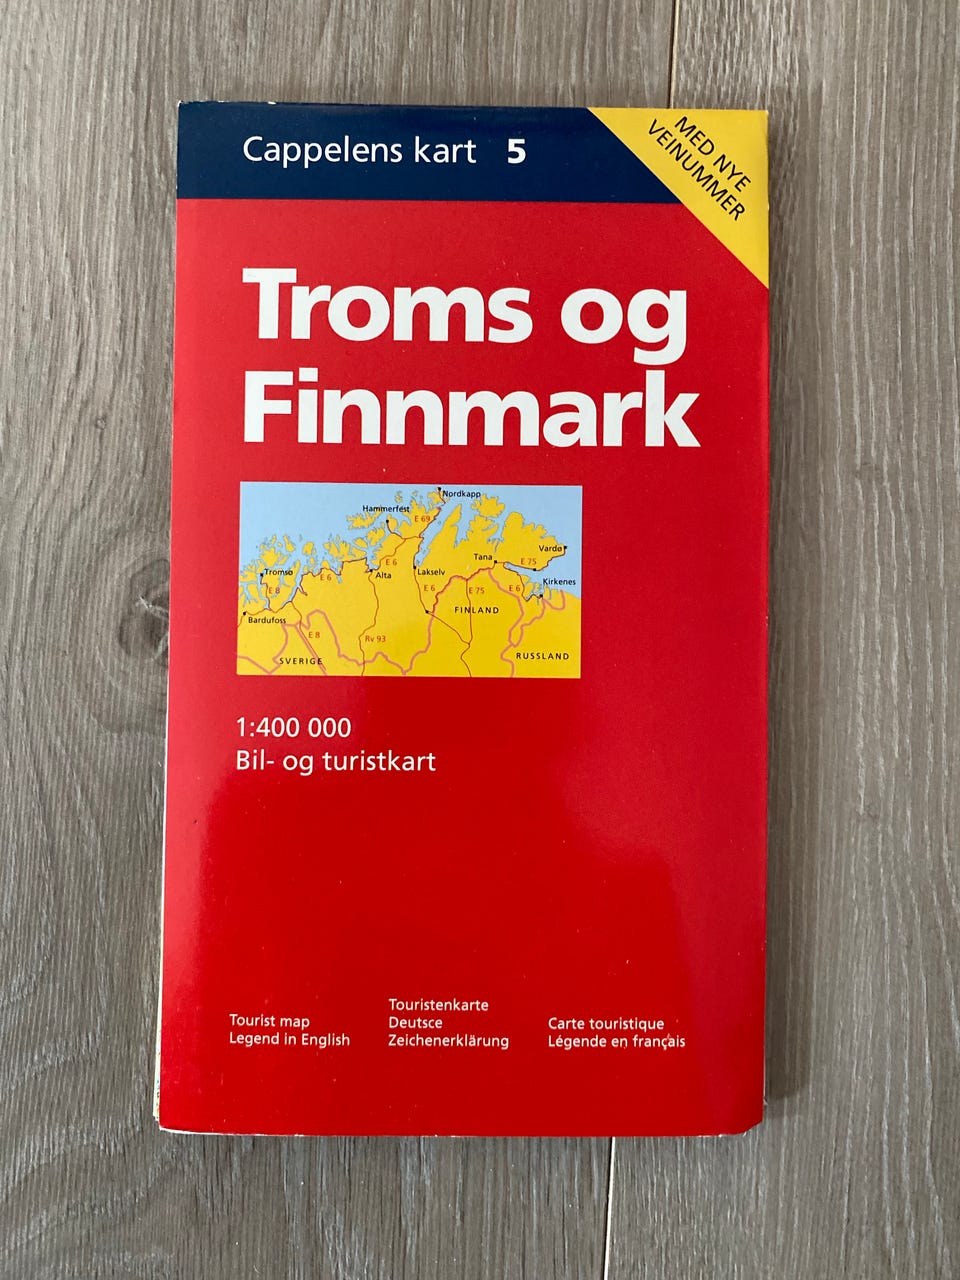 Cappelens kart 5
MED NYE
VEINUMMER
Troms og
Finnmark
Nordkapp
Hammerfest
E 69
Vardø
Tana
E 75
E 6
Tromsø
E 6
Alta
Lakselv
Kirkenes
E 8
E 6
E 75
E 6
FINLAND
Bardufoss
E 8
Rv 93
SVERIGE
RUSSLAND
1:400 000
Bil- og turistkart
Tourist map
Legend in English
Touristenkarte
Deutsce
Zeichenerklärung
Carte touristique
Légende en français